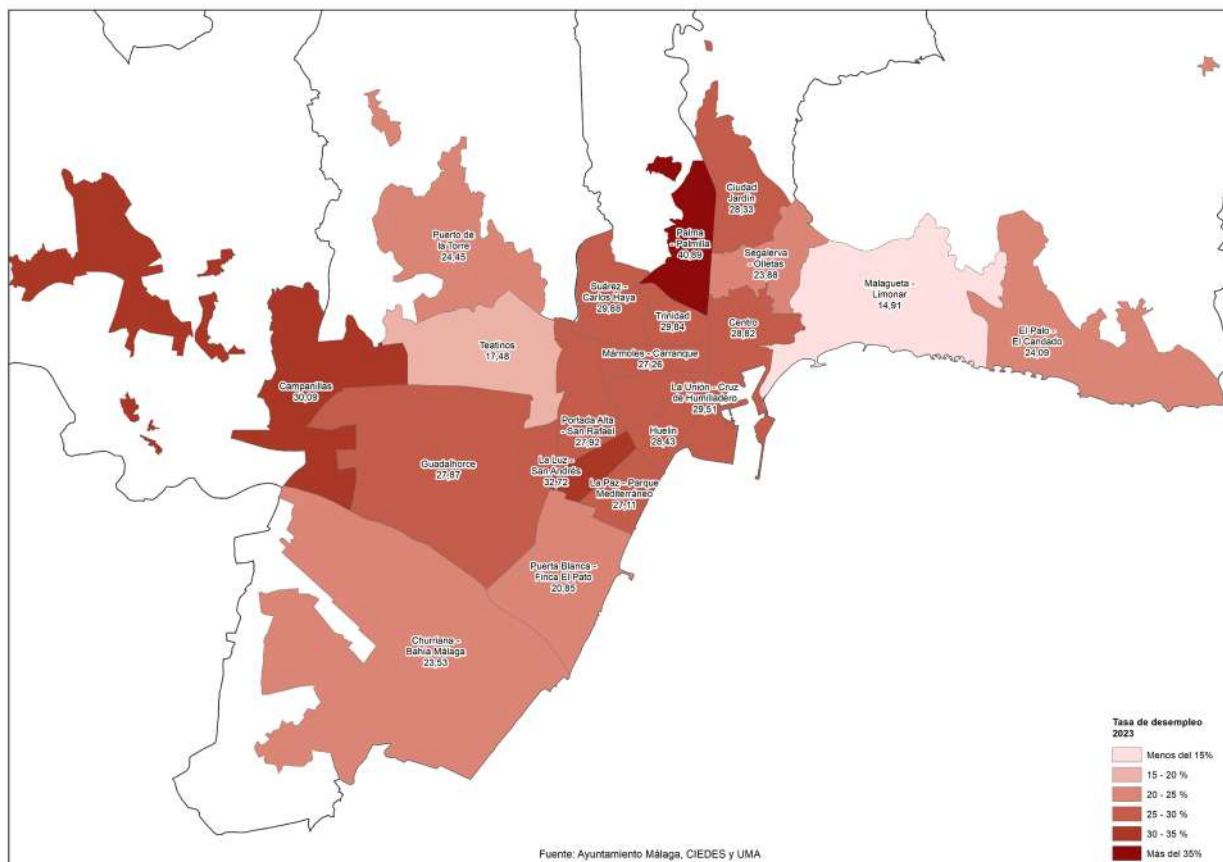 Ciudad
Jardín
28,33
Palma
- Palmilla
40,89
Puerto de
la Torre
24,45
Segalerva -
Olletas
23,88
Suárez -
Carlos Haya
29,68
Malagueta -
Limonar
14,91
Trinidad
29,84
Centro
28,82
El Palo -
El Candado
24,09
Teatinos
17,48
Mármoles - Carranque
27,26
Campanillas
30,09
La Unión - Cruz
de Humilladero
29,51
Portada Alta
- San Rafael
27,92
Huelin
28,43
Guadalhorce
27,87
La Luz -
San Andrés
32,72
La Paz - Parque
Mediterráneo
27,11
Puerta Blanca -
Finca El Pato
20,85
Churriana -
Bahía Málaga
23,53
Tasa de desempleo
2023
Menos del 15%
15 - 20 %
20 - 25 %
25 - 30 %
30 - 35 %
Más del 35%
Fuente: Ayuntamiento Málaga, CIEDES y UMA